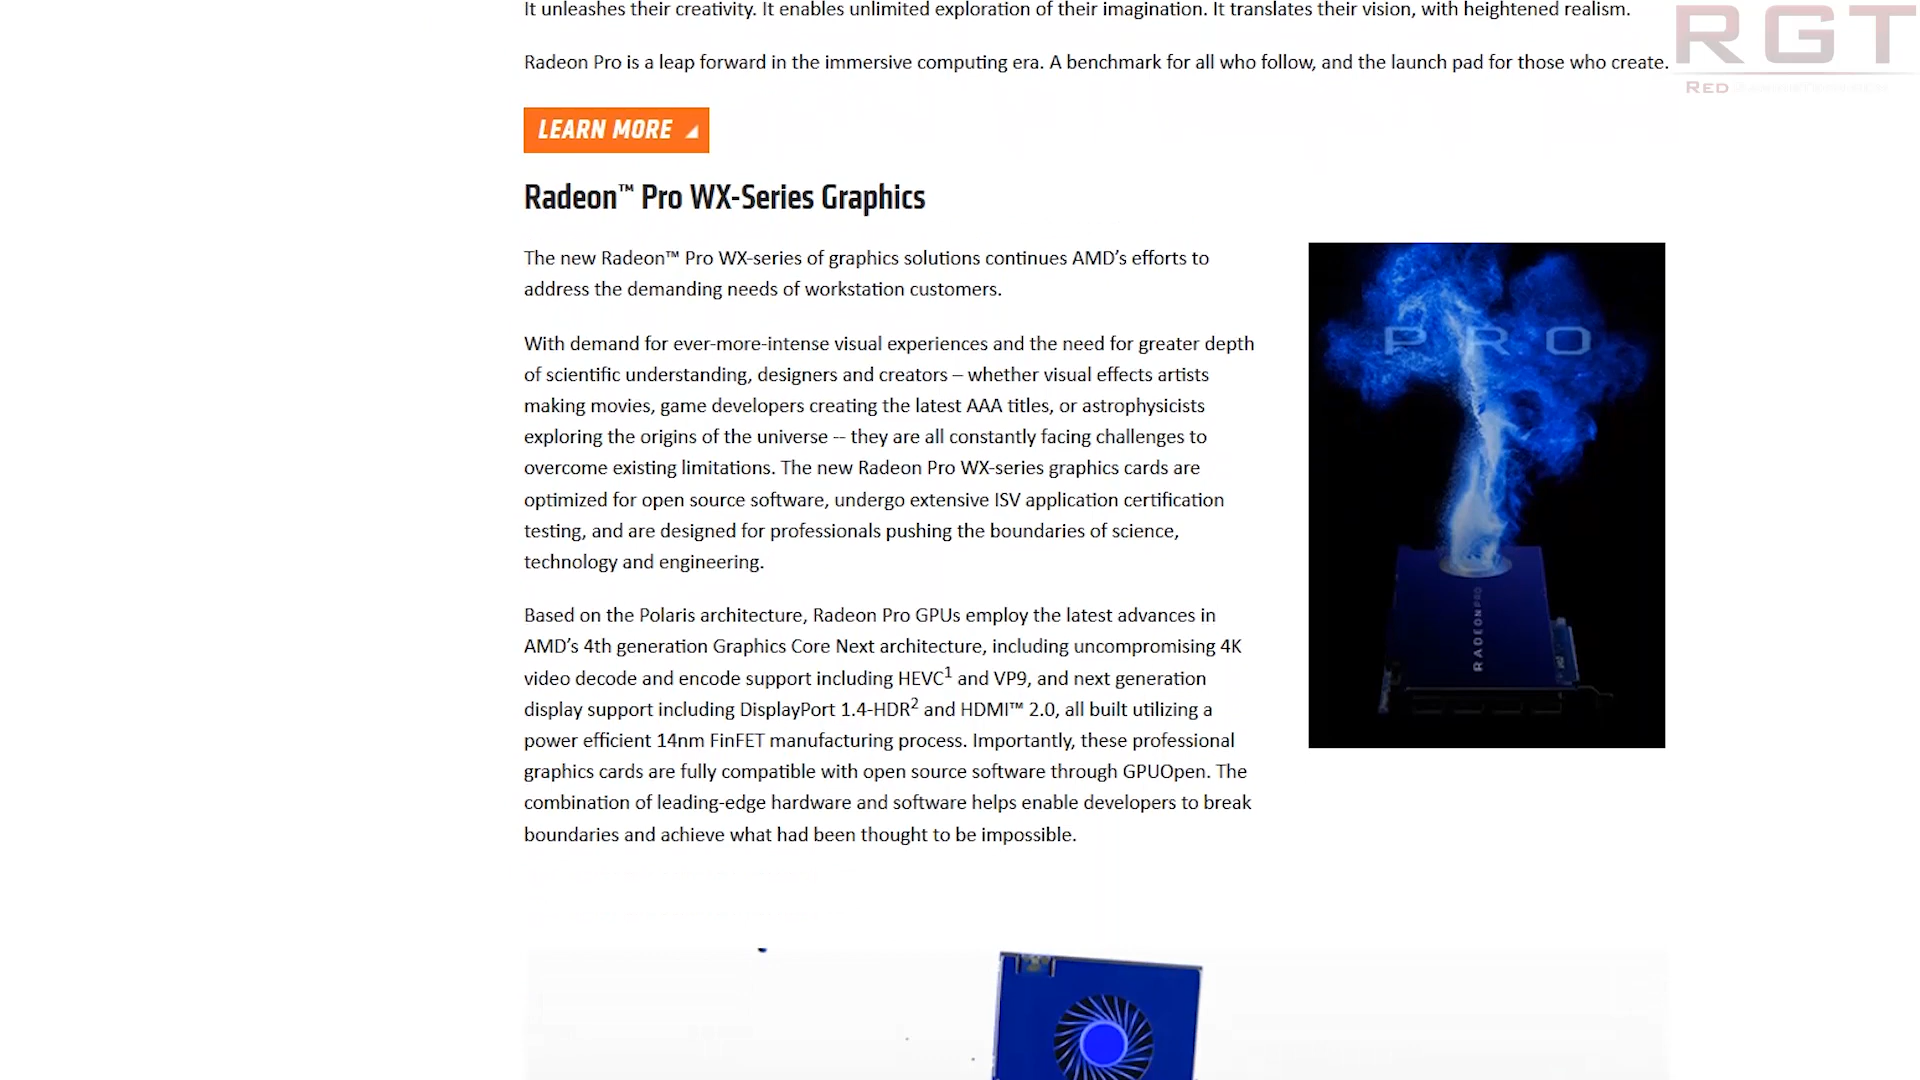 It unleashes their creativity. It enables unlimited exploration of their imagination. It translates their vision, with heightened realism.
Radeon Pro is a leap forward in the immersive computing era. A benchmark for all who follow, and the launch pad for those who create.
RGT
RED
LEARN MORE
Radeon™ Pro WX-Series Graphics
The new Radeon™ Pro WX-series of graphics solutions continues AMD’s efforts to
address the demanding needs of workstation customers.
With demand for ever-more-intense visual experiences and the need for greater depth
of scientific understanding, designers and creators – whether visual effects artists
making movies, game developers creating the latest AAA titles, or astrophysicists
exploring the origins of the universe -- they are all constantly facing challenges to
overcome existing limitations. The new Radeon Pro WX-series graphics cards are
optimized for open source software, undergo extensive ISV application certification
testing, and are designed for professionals pushing the boundaries of science,
technology and engineering.
Based on the Polaris architecture, Radeon Pro GPUs employ the latest advances in
AMD’s 4th generation Graphics Core Next architecture, including uncompromising 4K
video decode and encode support including HEVC1 and VP9, and next generation
display support including DisplayPort 1.4-HDR2 and HDMI™ 2.0, all built utilizing a
power efficient 14nm FinFET manufacturing process. Importantly, these professional
graphics cards are fully compatible with open source software through GPUOpen. The
combination of leading-edge hardware and software helps enable developers to break
boundaries and achieve what had been thought to be impossible.
PRO
RADEON PRO